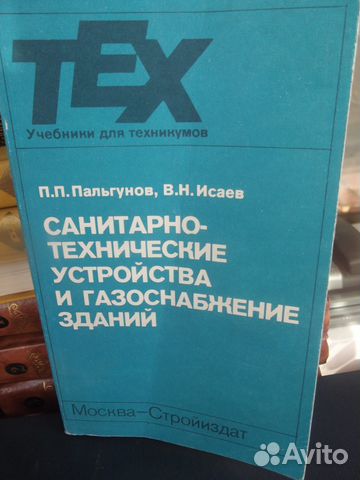 ТЕХ
Учебники для техникумов
П.П. Пальгунов, В.Н. Исаев
САНИТАРНО-
ТЕХНИЧЕСКИЕ
УСТРОЙСТВА
И ГАЗОСНАБЖЕНИЕ
ЗДАНИЙ
Москва—Стройиздат
Avito